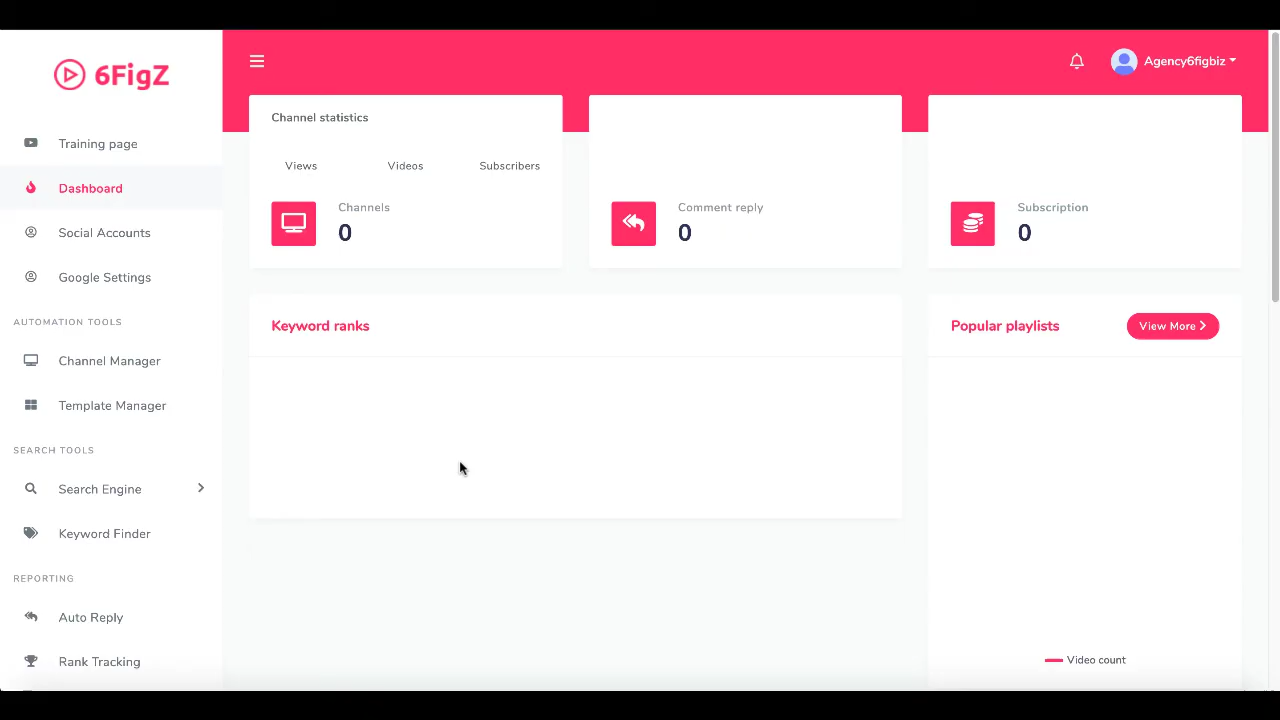 6FigZ
Training page
Dashboard
Social Accounts
Google Settings
AUTOMATION TOOLS
Channel Manager
Template Manager
SEARCH TOOLS
Search Engine
Keyword Finder
REPORTING
Auto Reply
Rank Tracking
Agency6figbiz
Channel statistics
Views Videos Subscribers
Channels
0
Comment reply
0
Subscription
0
Keyword ranks
Popular playlists
View More
Video count